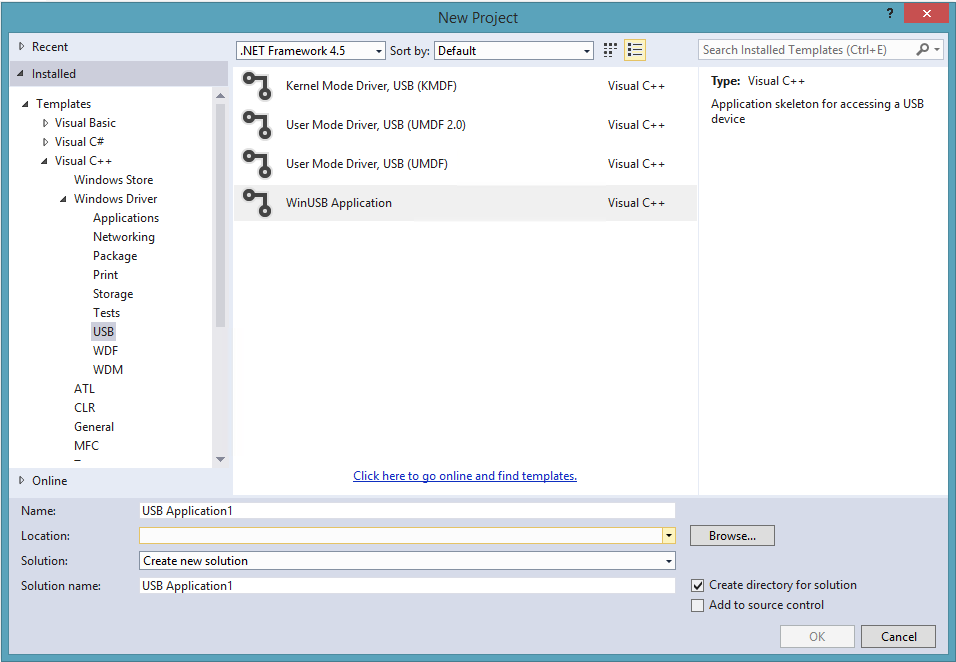 New Project
?
Recent
.NET Framework 4.5
Sort by:
Default
Search Installed Templates (Ctrl+E)
Installed
Templates
Visual Basic
Visual C#
Visual C++
Windows Store
Windows Driver
Applications
Networking
Package
Print
Storage
Tests
USB
WDF
WDM
ATL
CLR
General
MFC
Online
Kernel Mode Driver, USB (KMDF) Visual C++
User Mode Driver, USB (UMDF 2.0) Visual C++
User Mode Driver, USB (UMDF) Visual C++
WinUSB Application Visual C++
Click here to go online and find templates.
Type: Visual C++
Application skeleton for accessing a USB
device
Name: USB Application1
Location:
Browse...
Solution: Create new solution
Solution name: USB Application1
Create directory for solution
Add to source control
OK
Cancel